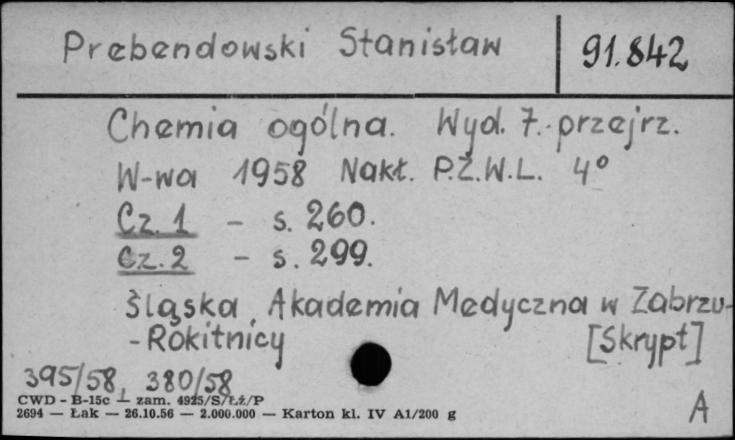 Prebendowski Stanisław 91.842
Chemia ogólna. Wyd. 7. przejrz.
W-wa 1958 Nakł. P.Z.W.L. 4°
Cz. 1 - s. 260.
Cz. 2 - s. 299.
Śląska Akademia Medyczna w Zabrzu-
-Rokitnicy [Skrypt]
395/58, 380/58
CWD - B-15c — zam. 4925/S/Łż/P
2694 — Łak — 26.10.56 — 2.000.000 — Karton kl. IV A1/200 g
A